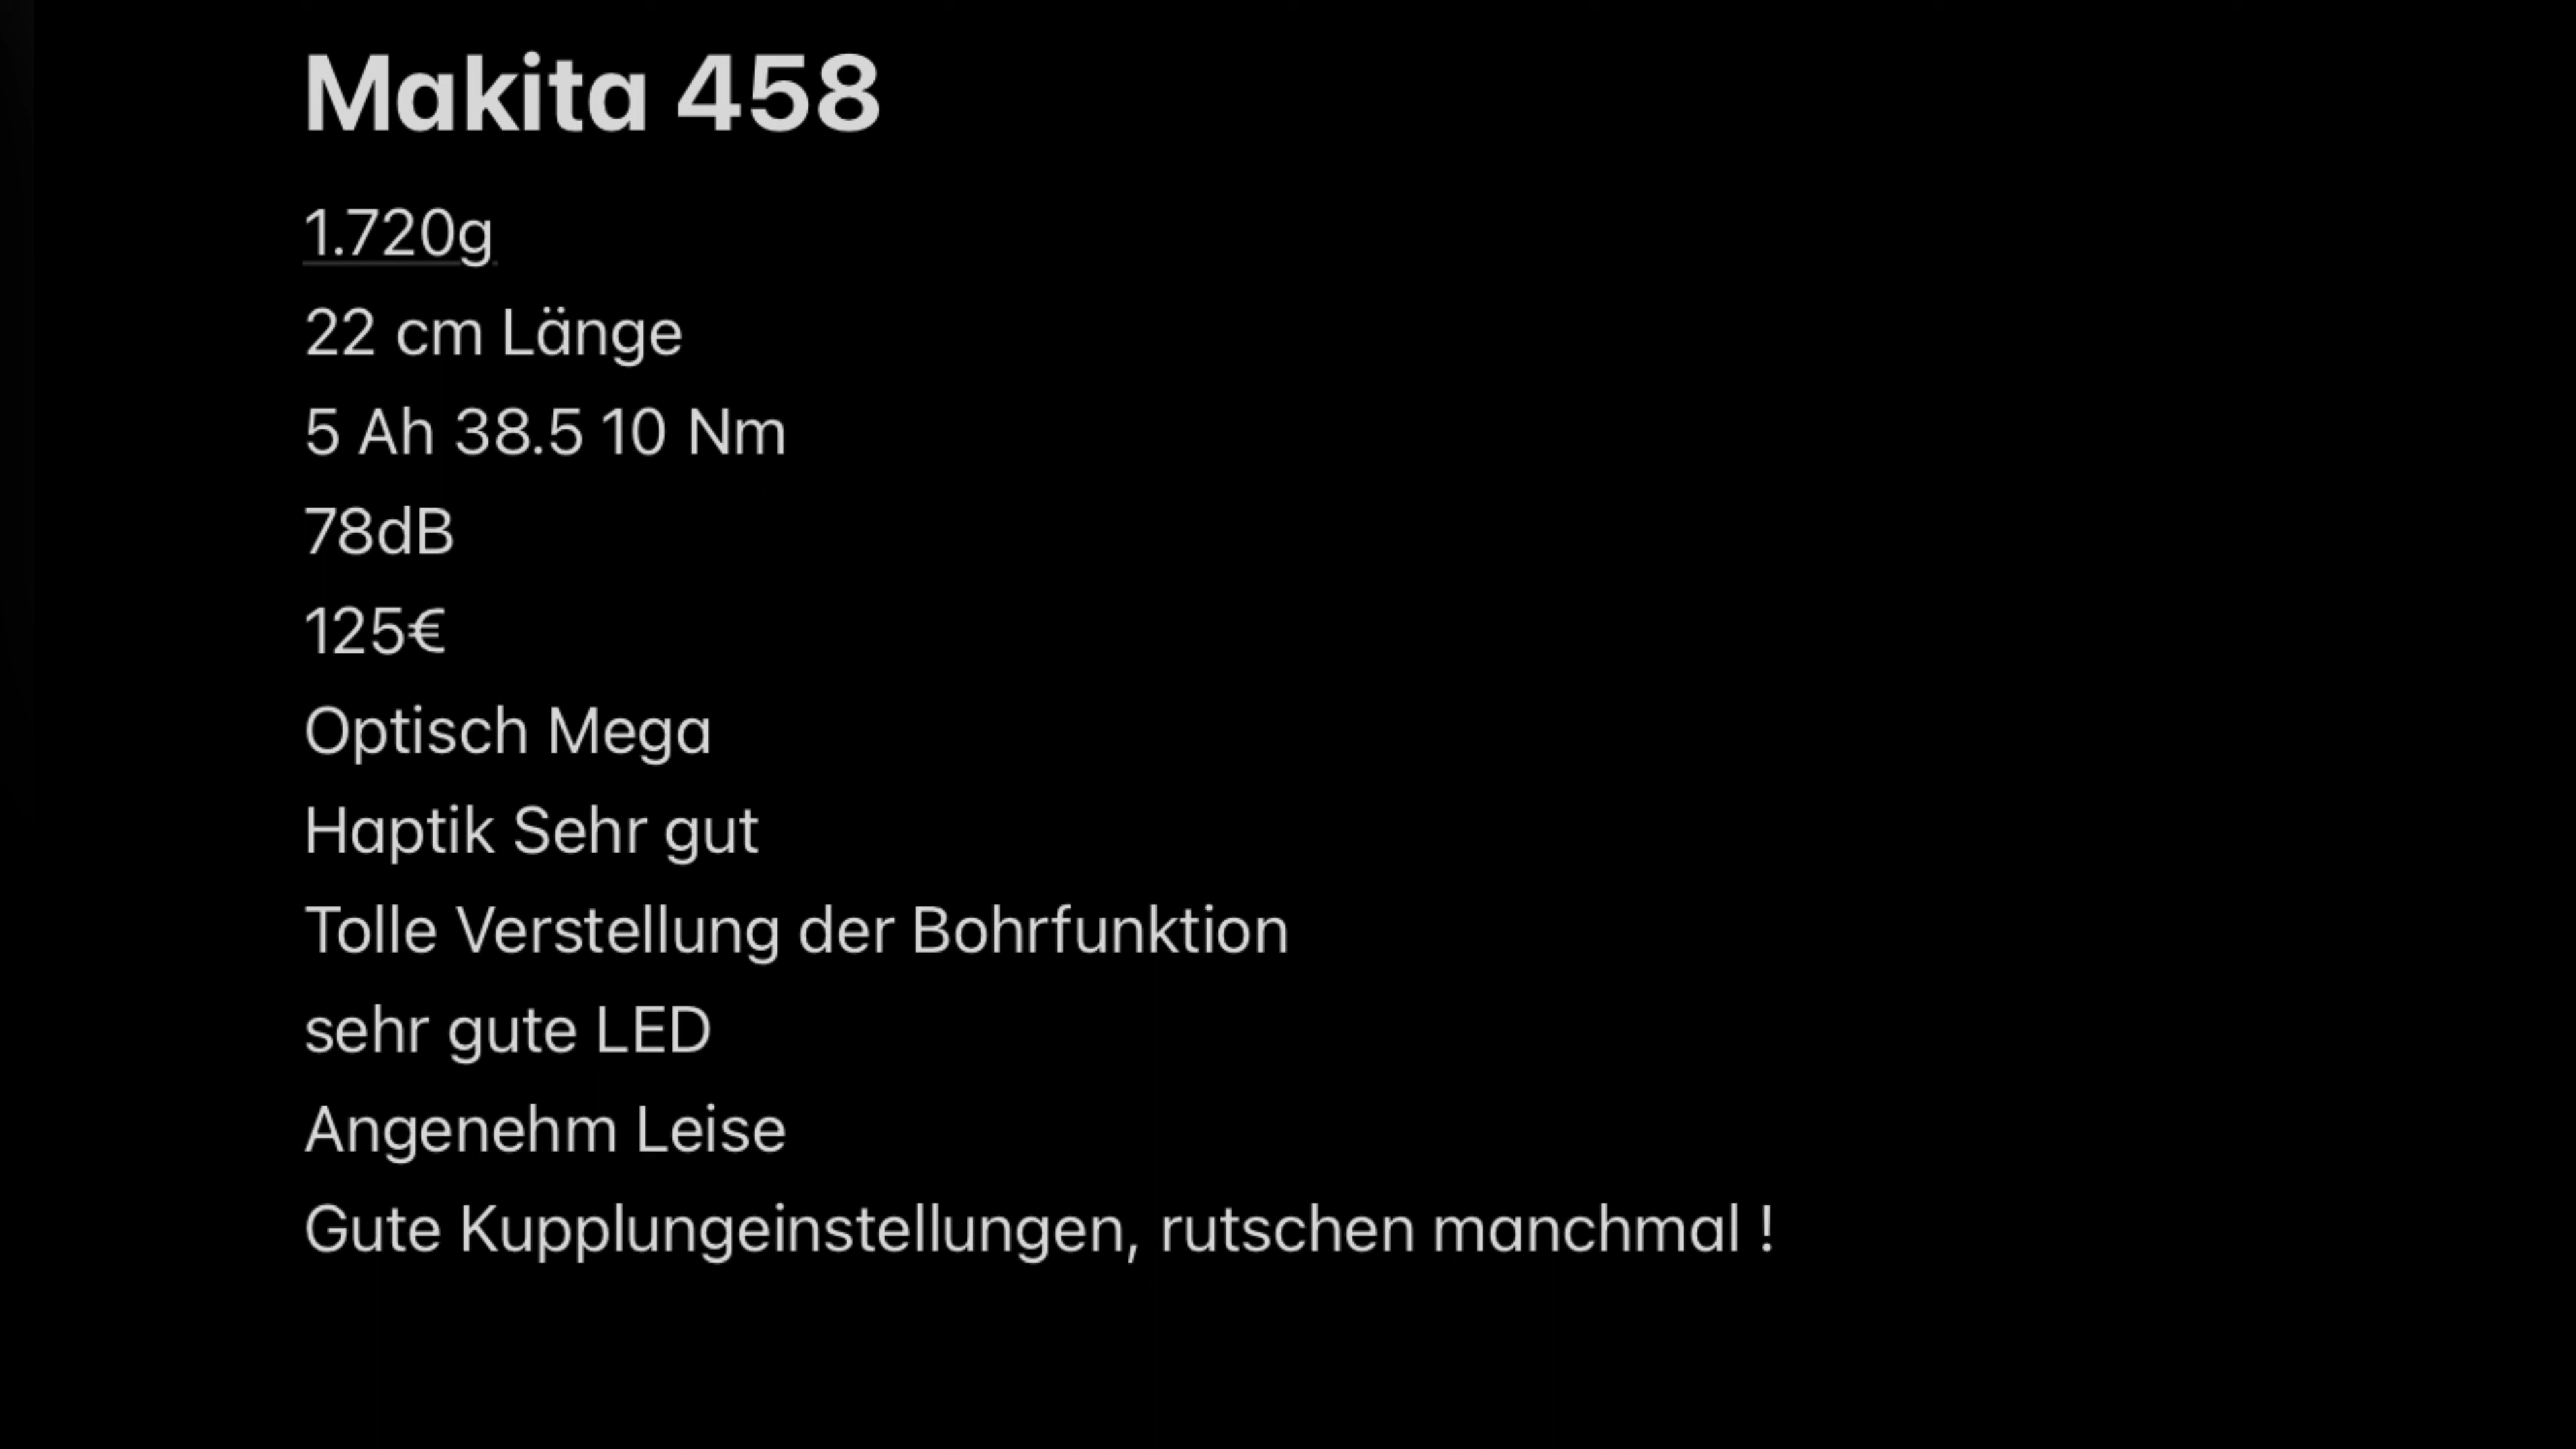 Makita 458
1.720g
22 cm Länge
5 Ah 38.5 10 Nm
78dB
125€
Optisch Mega
Haptik Sehr gut
Tolle Verstellung der Bohrfunktion
sehr gute LED
Angenehm Leise
Gute Kupplungeinstellungen, rutschen manchmal !